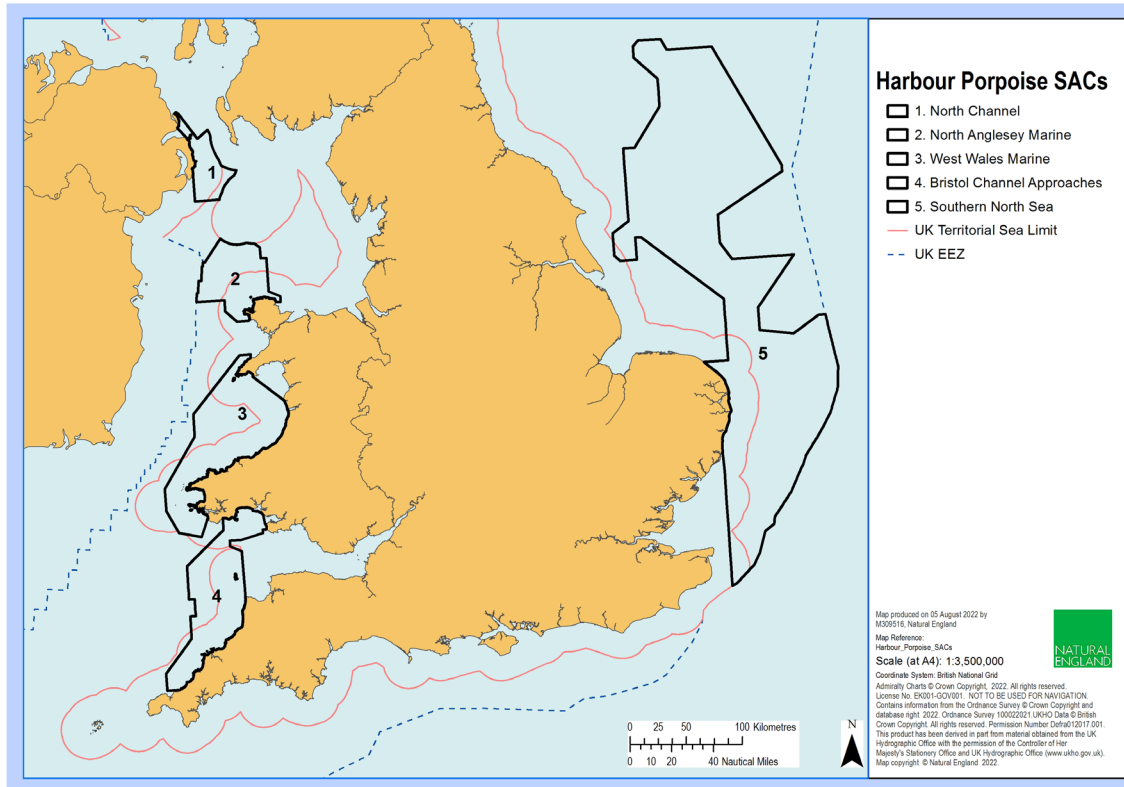 Harbour Porpoise SACs
1. North Channel
2. North Anglesey Marine
3. West Wales Marine
4. Bristol Channel Approaches
5. Southern North Sea
UK Territorial Sea Limit
UK EEZ
1
2
3
4
5
0 25 50 100 Kilometres
0 10 20 40 Nautical Miles
N
Map produced on 05 August 2022 by
M309516, Natural England
Map Reference:
Harbour_Porpoise_SACs
Scale (at A4): 1:3,500,000
Coordinate System: British National Grid
Admiralty Charts © Crown Copyright, 2022. All rights reserved.
License No. EK001-GOV001. NOT TO BE USED FOR NAVIGATION.
Contains information from the Ordnance Survey © Crown Copyright and
database right 2022. Ordnance Survey 100022021.UKHO Data © British
Crown Copyright. All rights reserved. Permission Number Defra012017.001.
This product has been derived in part from material obtained from the UK
Hydrographic Office with the permission of the Controller of Her
Majesty's Stationery Office and UK Hydrographic Office (www.ukho.gov.uk).
Map copyright © Natural England 2022.
NATURAL
ENGLAND